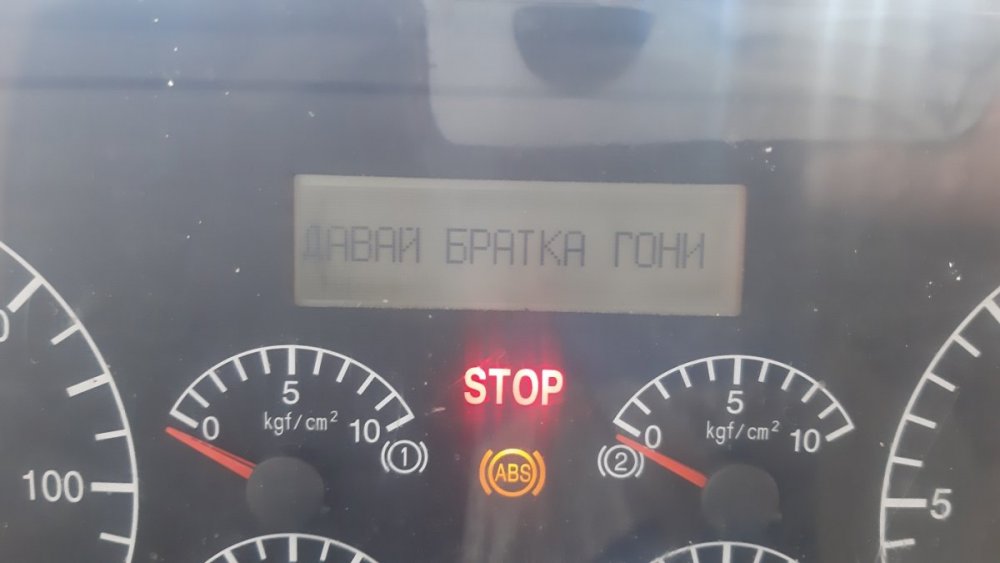 ДАВАЙ БРАТКА ГОНИ
STOP
0 5 10
kgf/cm²
1
ABS
2
0 5 10
kgf/cm²
100
5